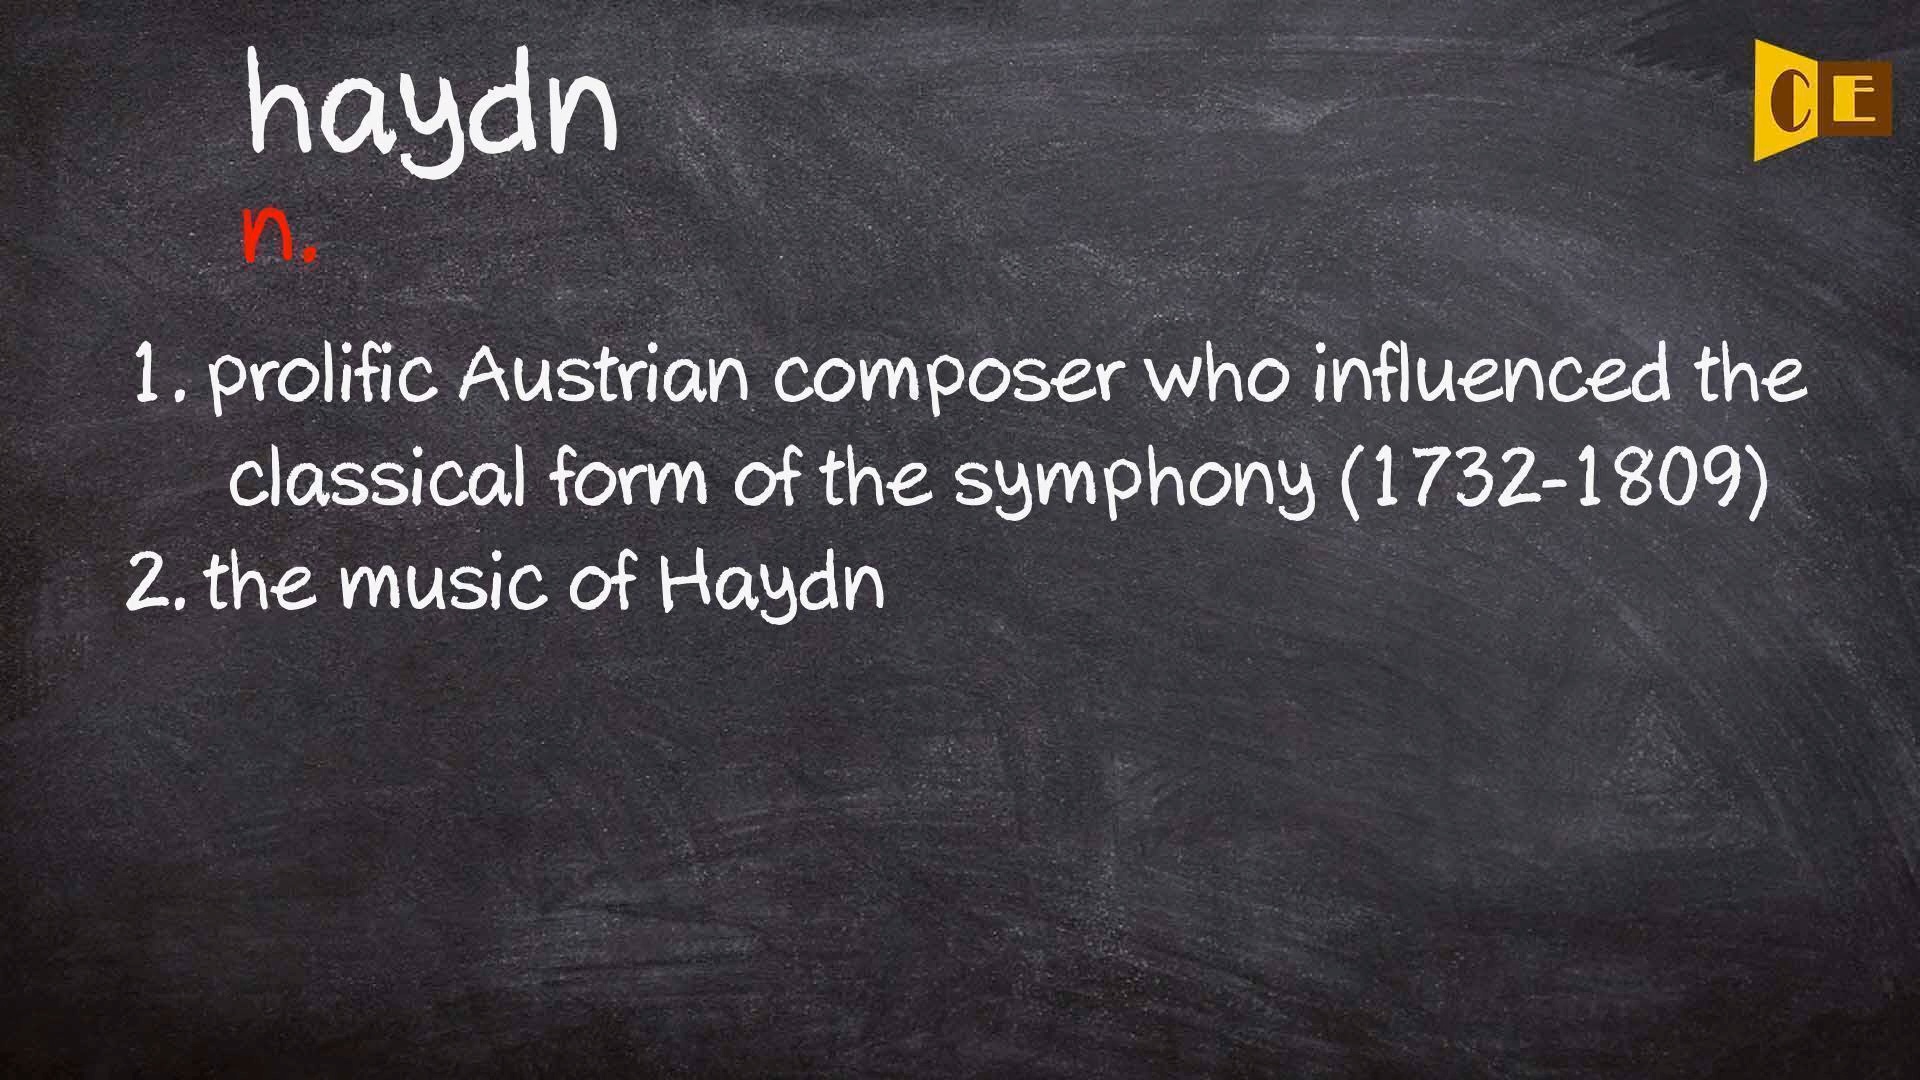 haydn
CE
n.
1. prolific Austrian composer who influenced the
classical form of the symphony (1732-1809)
2. the music of Haydn